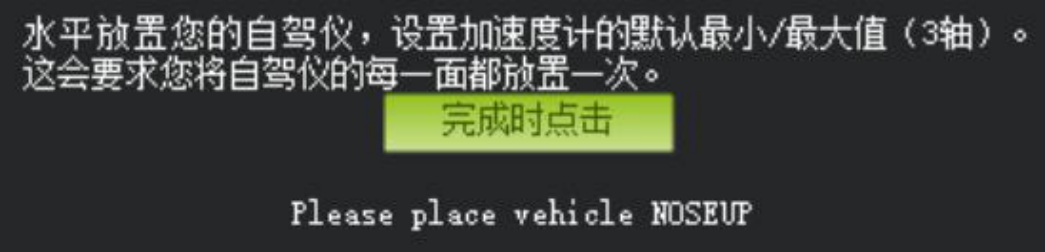 水平放置您的自驾仪，设置加速度计的默认最小/最大值（3轴）。
这会要求您将自驾仪的每一面都放置一次。
完成时点击
Please place vehicle NOSEUP